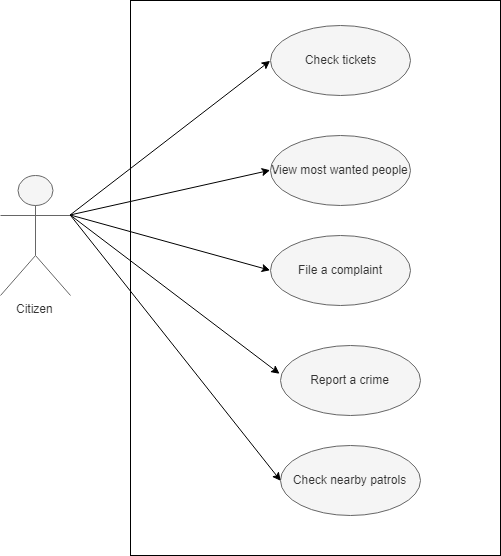 Check tickets
View most wanted people
File a complaint
Citizen
Report a crime
Check nearby patrols